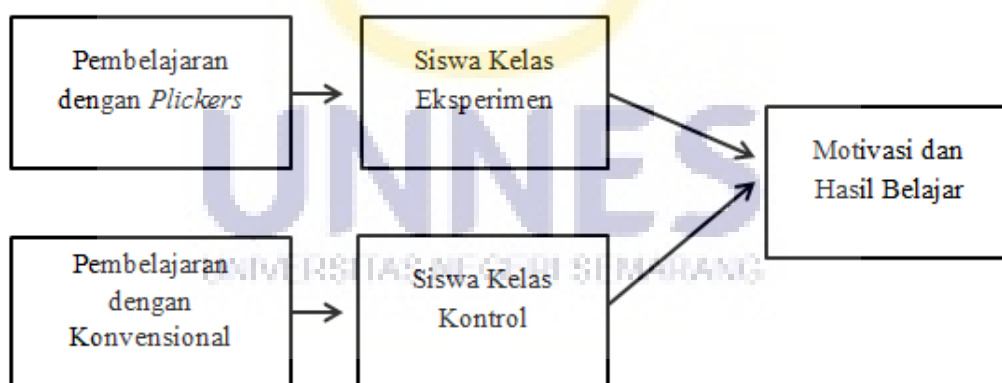 Pembelajaran
dengan Plickers
Siswa Kelas
Eksperimen
Motivasi dan
Hasil Belajar
Pembelajaran
dengan
Konvensional
Siswa Kelas
Kontrol
UNNES
UNIVERSITAS NEGERI SEMARANG